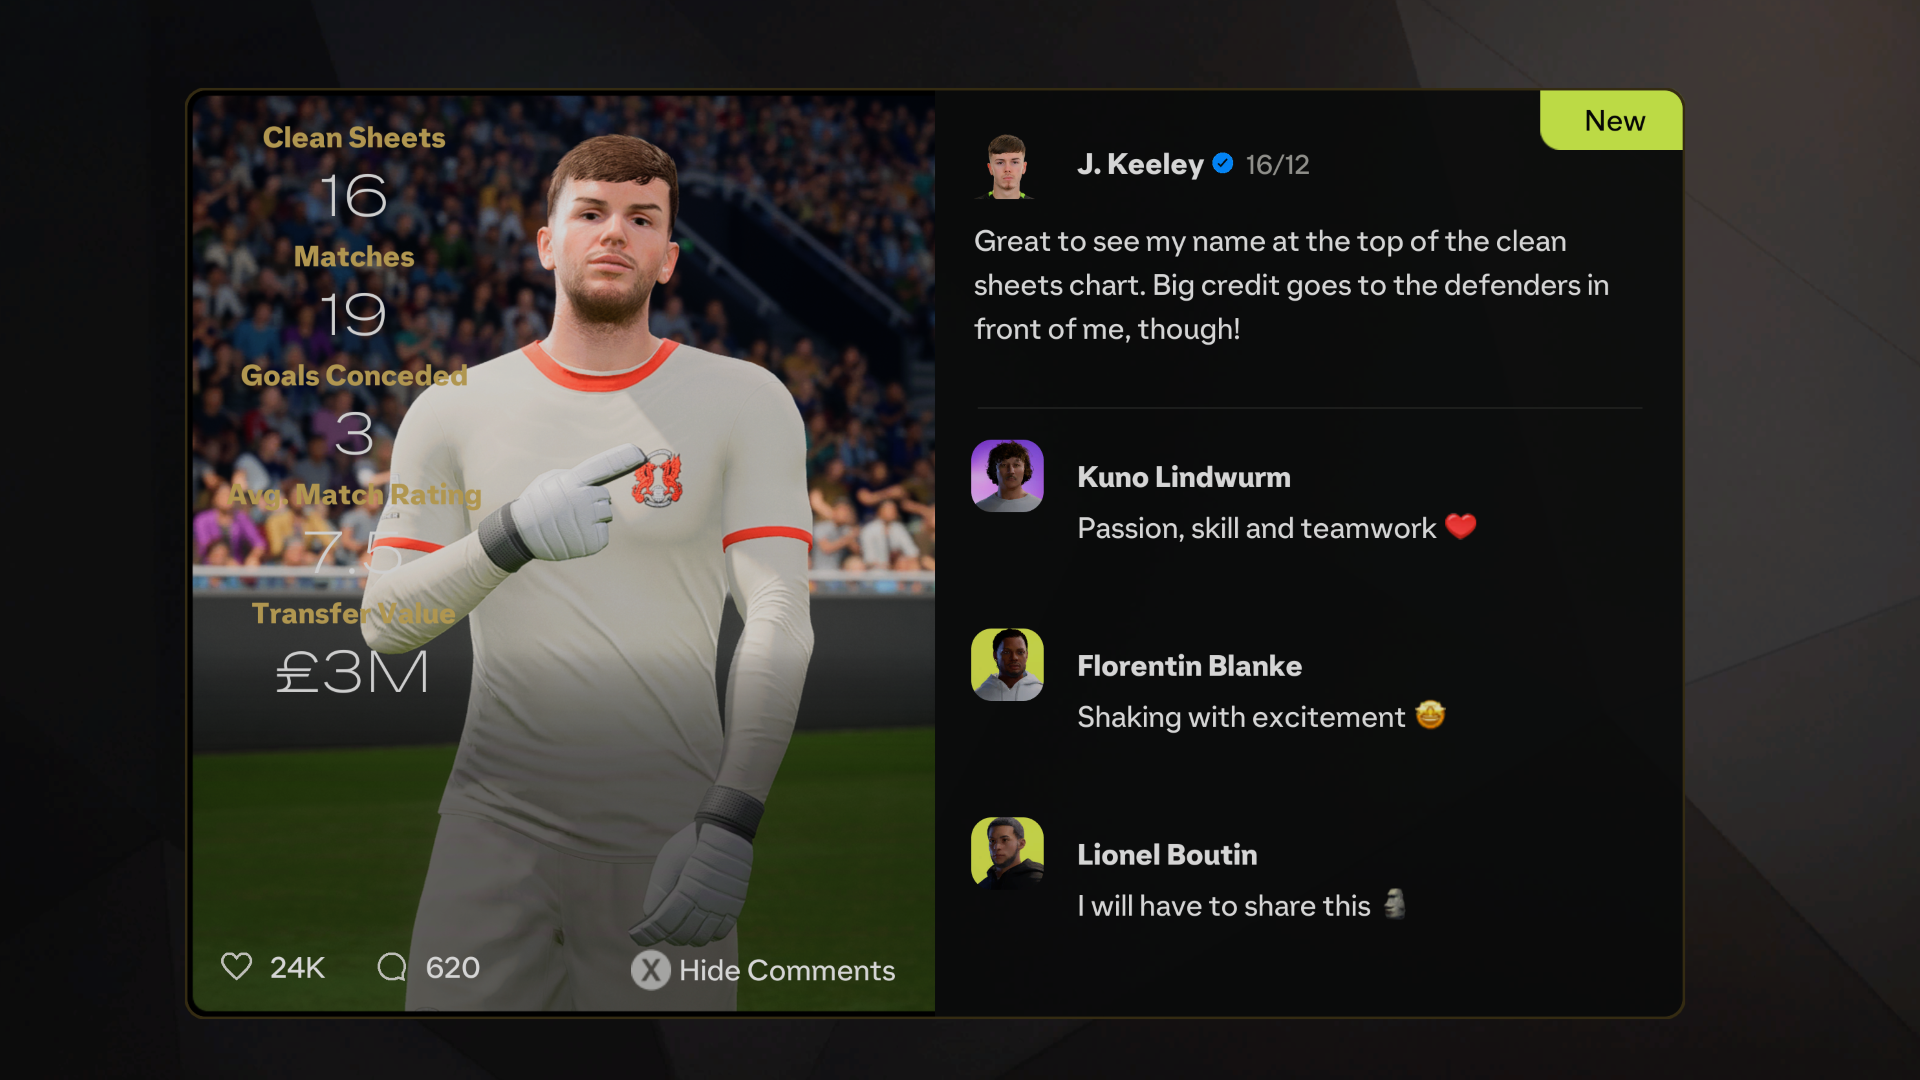 Clean Sheets
16
Matches
19
Goals Conceded
3
Avg. Match Rating
7.5
Transfer Value
£3M
24K
620
X Hide Comments
New
J. Keeley 16/12
Great to see my name at the top of the clean
sheets chart. Big credit goes to the defenders in
front of me, though!
Kuno Lindwurm
Passion, skill and teamwork ❤️
Florentin Blanke
Shaking with excitement 🤩
Lionel Boutin
I will have to share this 🗿